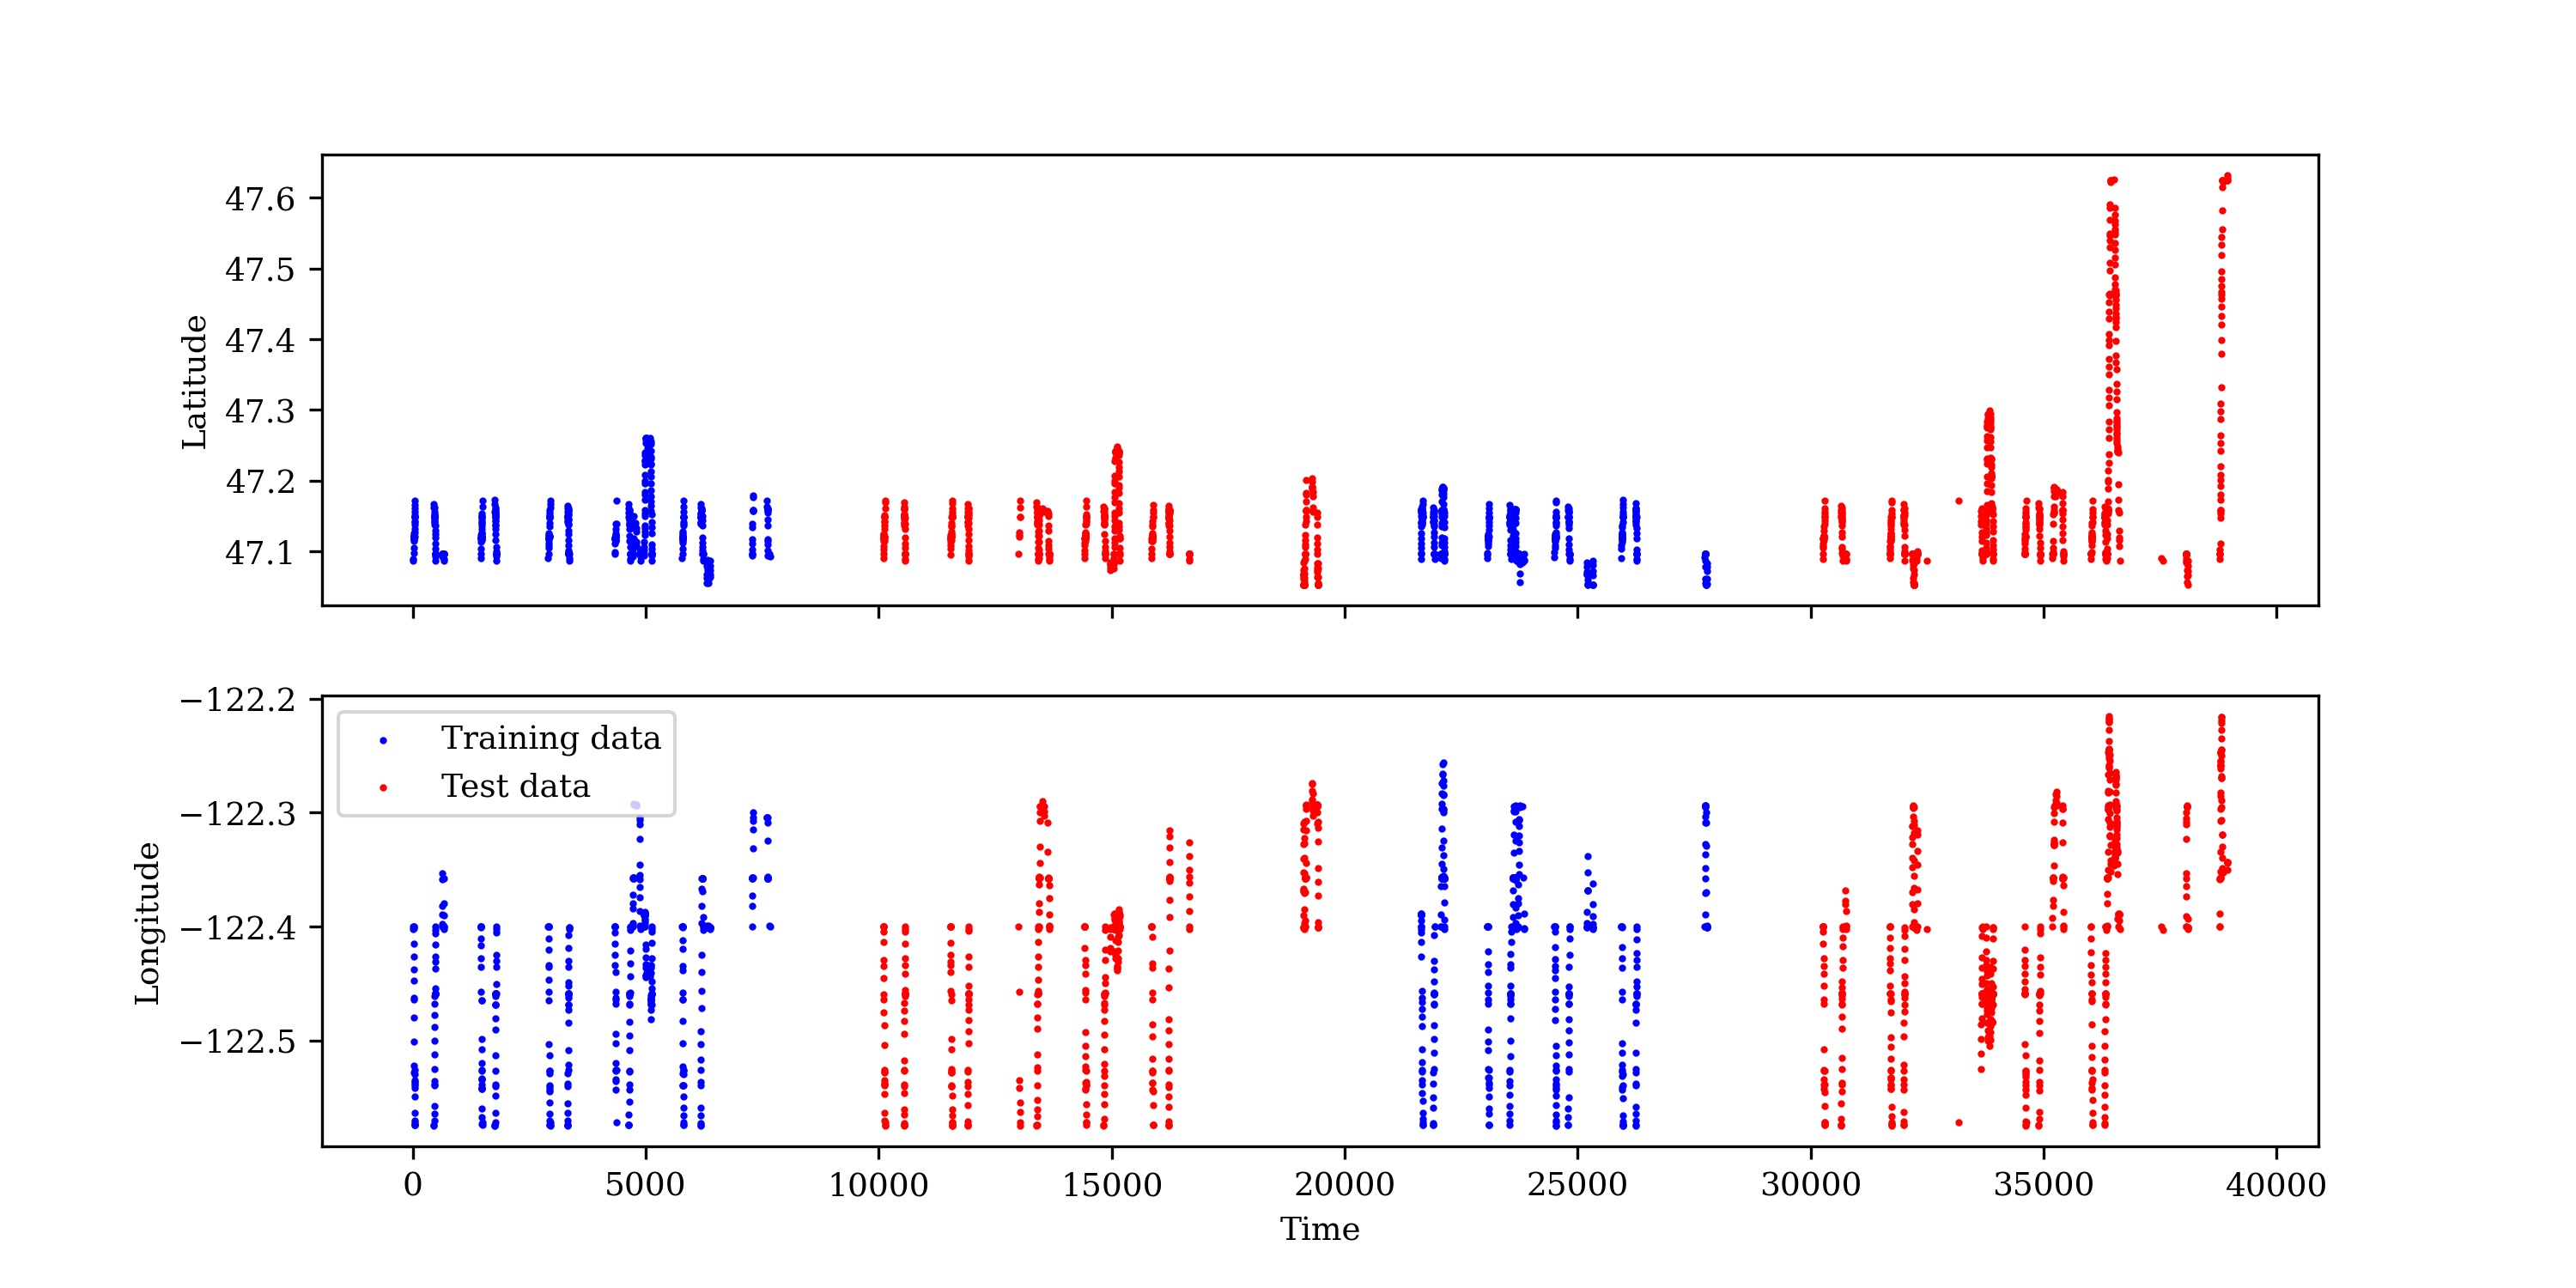 47.6
47.5
47.4
47.3
47.2
47.1
Latitude
−122.2
−122.3
−122.4
−122.5
Longitude
Training data
Test data
0 5000 10000 15000 20000 25000 30000 35000 40000
Time